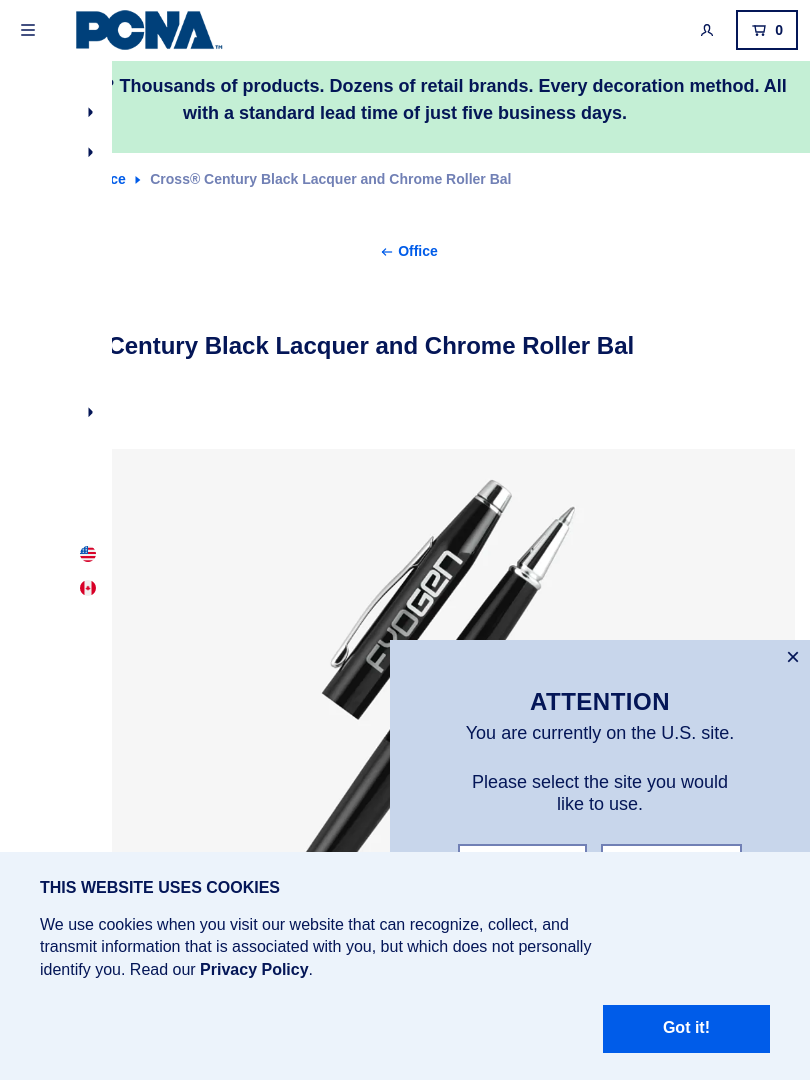 PCNA™
0
? Thousands of products. Dozens of retail brands. Every decoration method. All
with a standard lead time of just five business days.
Cross® Century Black Lacquer and Chrome Roller Bal
Office
Century Black Lacquer and Chrome Roller Bal
FYOGEN
ATTENTION
You are currently on the U.S. site.
Please select the site you would
like to use.
THIS WEBSITE USES COOKIES
We use cookies when you visit our website that can recognize, collect, and
transmit information that is associated with you, but which does not personally
identify you. Read our Privacy Policy.
Got it!